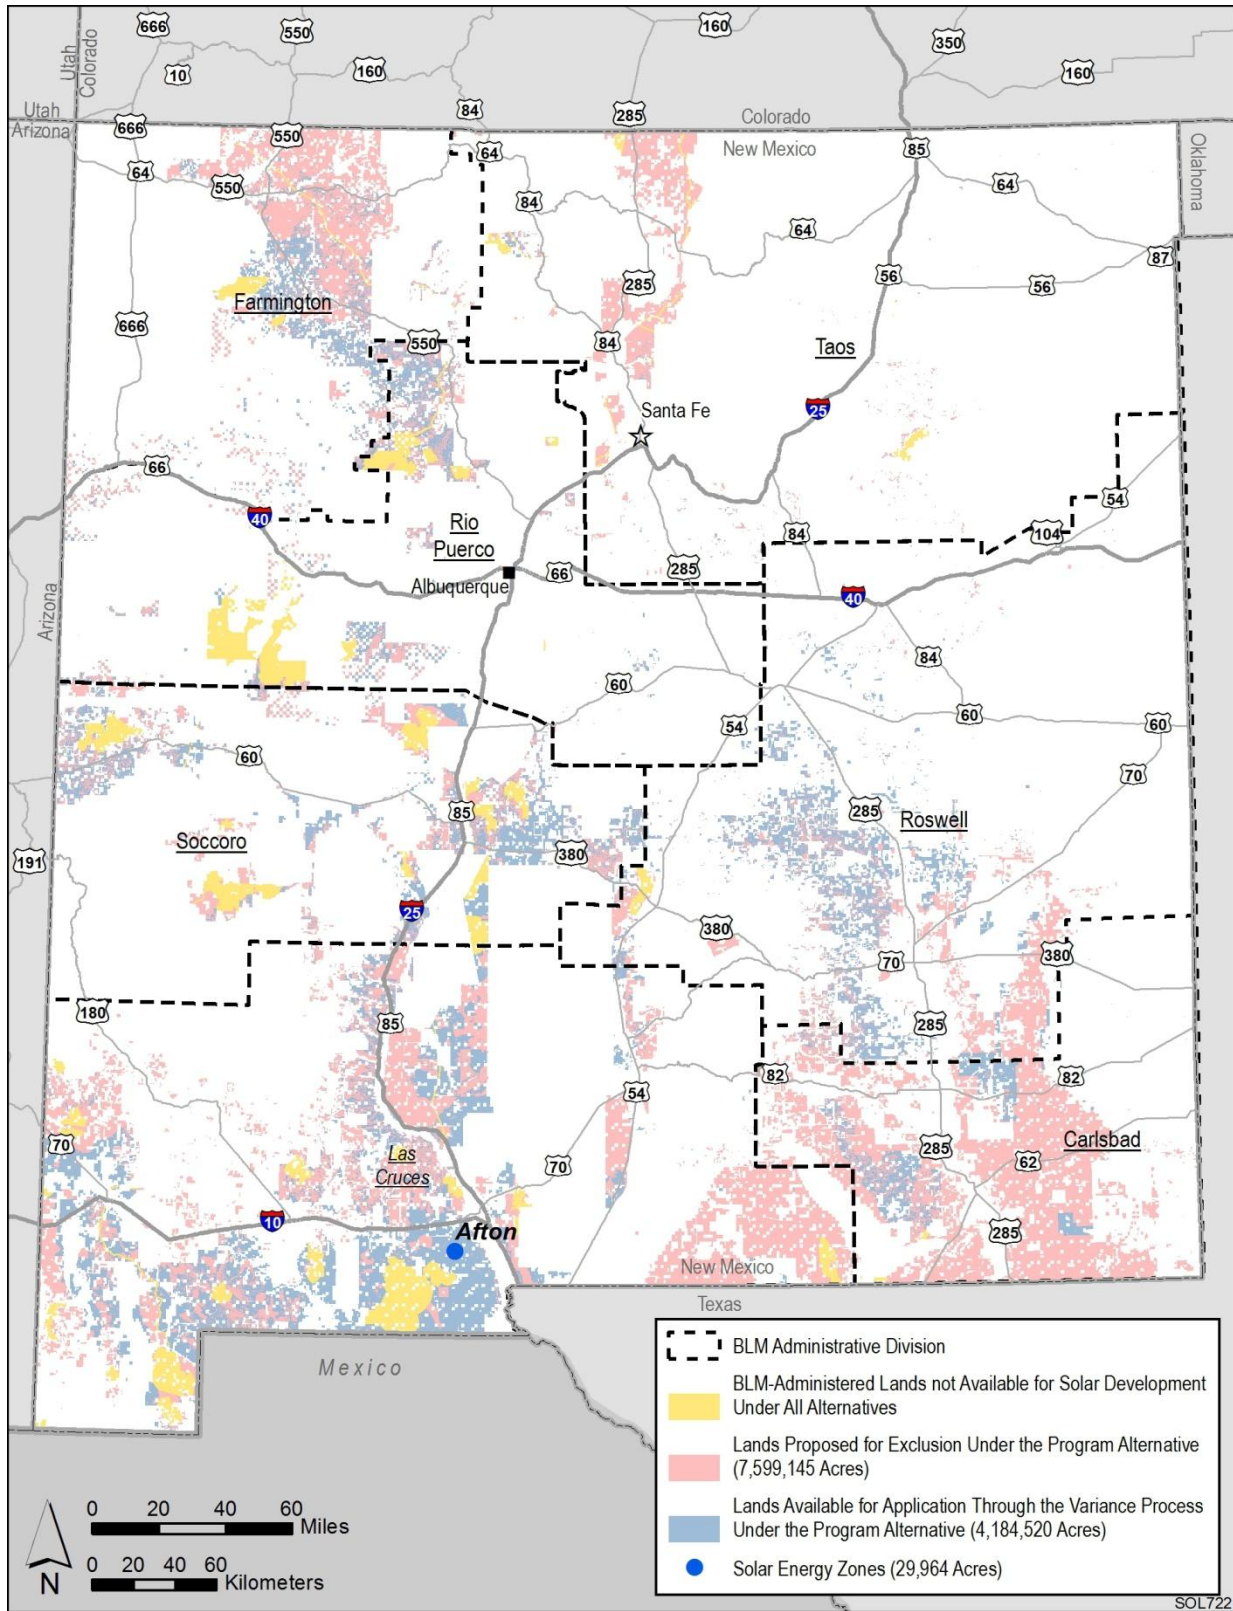 666
550
160
350
10
160
160
Utah
Colorado
84
285
Utah
Arizona
666
550
Colorado
New Mexico
85
Oklahoma
64
64
550
64
84
64
64
87
285
56
56
Farmington
666
550
84
Taos
25
Santa Fe
66
54
40
Rio
Puerco
84
104
285
Albuquerque
66
40
Arizona
84
60
60
60
54
60
70
285
85
Roswell
Soccoro
380
191
25
380
70
380
180
85
285
82
82
54
70
Las
Cruces
70
285
62
Carlsbad
10
Afton
285
New Mexico
Texas
Mexico
BLM Administrative Division
BLM-Administered Lands not Available for Solar Development
Under All Alternatives
Lands Proposed for Exclusion Under the Program Alternative
(7,599,145 Acres)
Lands Available for Application Through the Variance Process
Under the Program Alternative (4,184,520 Acres)
Solar Energy Zones (29,964 Acres)
N
0 20 40 60
Miles
0 20 40 60
Kilometers
SOL722